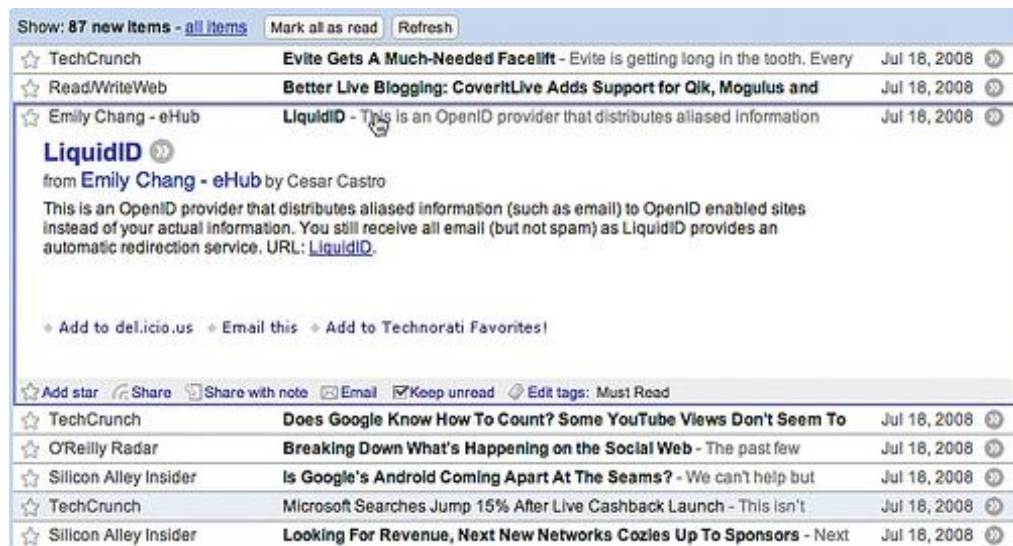 Show: 87 new items - all items Mark all as read Refresh
TechCrunch Evite Gets A Much-Needed Facelift - Evite is getting long in the tooth. Every Jul 18, 2008
Read/WriteWeb Better Live Blogging: CoveritLive Adds Support for Qik, Mogulus and Jul 18, 2008
Emily Chang - eHub LiquidID - This is an OpenID provider that distributes aliased information Jul 18, 2008
LiquidID
from Emily Chang - eHub by Cesar Castro
This is an OpenID provider that distributes aliased information (such as email) to OpenID enabled sites
instead of your actual information. You still receive all email (but not spam) as LiquidID provides an
automatic redirection service. URL: LiquidID.
Add to del.icio.us Email this Add to Technorati Favorites!
Add star Share Share with note Email Keep unread Edit tags: Must Read
TechCrunch Does Google Know How To Count? Some YouTube Views Don't Seem To Jul 18, 2008
O'Reilly Radar Breaking Down What's Happening on the Social Web - The past few Jul 18, 2008
Silicon Alley Insider Is Google's Android Coming Apart At The Seams? - We can't help but Jul 18, 2008
TechCrunch Microsoft Searches Jump 15% After Live Cashback Launch - This isn't Jul 18, 2008
Silicon Alley Insider Looking For Revenue, Next New Networks Cozies Up To Sponsors - Next Jul 18, 2008